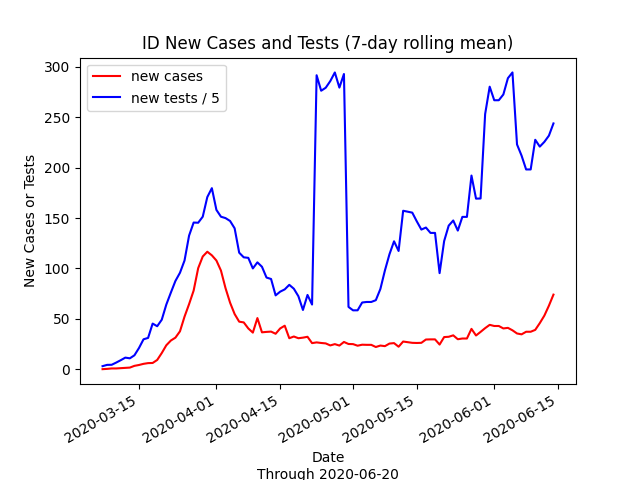 ID New Cases and Tests (7-day rolling mean)
new cases
new tests / 5
New Cases or Tests
300
250
200
150
100
50
0
2020-03-15
2020-04-01
2020-04-15
2020-05-01
2020-05-15
2020-06-01
2020-06-15
Date
Through 2020-06-20